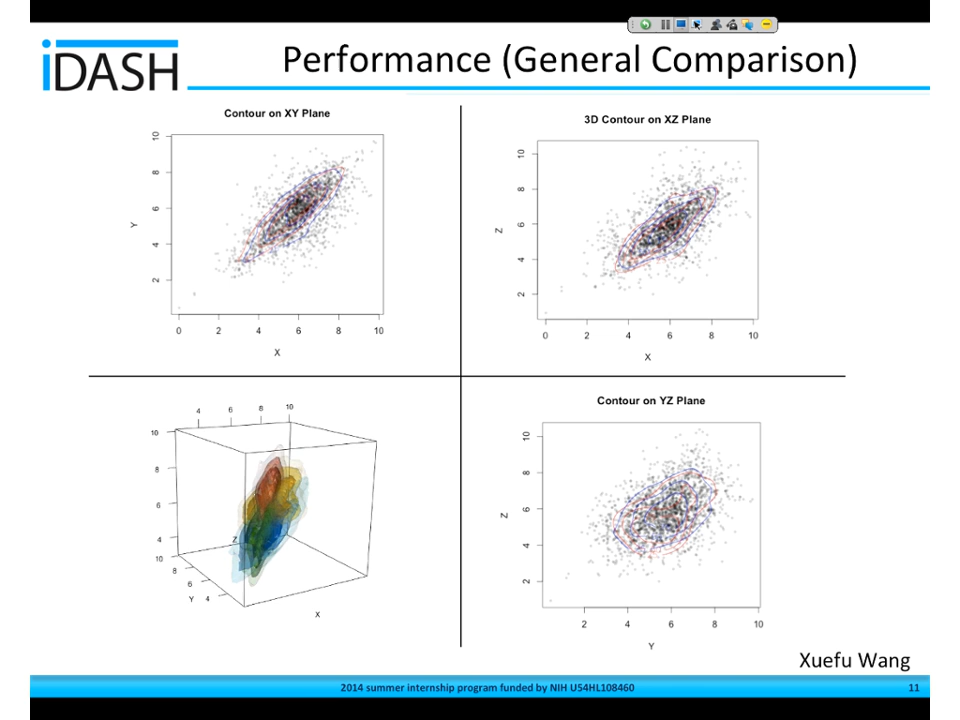 iDASH
Performance (General Comparison)
Contour on XY Plane
10
8
6
4
2
Y
0 2 4 6 8 10
X
3D Contour on XZ Plane
10
8
6
4
2
Z
0 2 4 6 8 10
X
4 6 8 10
10
8
6
4
Z
10
8
6
Y 4
X
Contour on YZ Plane
10
8
6
4
2
Z
2 4 6 8 10
Y
Xuefu Wang
2014 summer internship program funded by NIH U54HL108460 11